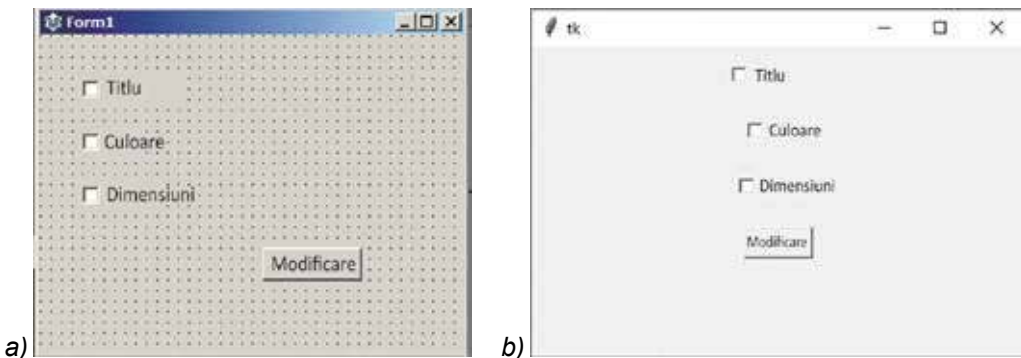 Form1
Titlu
Culoare
Dimensiuni
Modificare
a)
tk
Titlu
Culoare
Dimensiuni
Modificare
b)